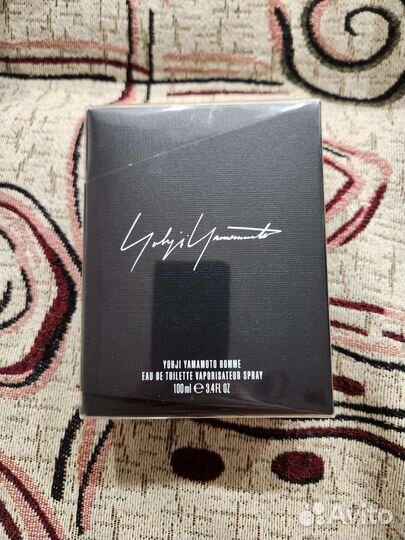 Yohji Yamamoto
YOHJI YAMAMOTO HOMME
EAU DE TOILETTE VAPORISATEUR SPRAY
100ml ℮ 3.4FL OZ
Avito